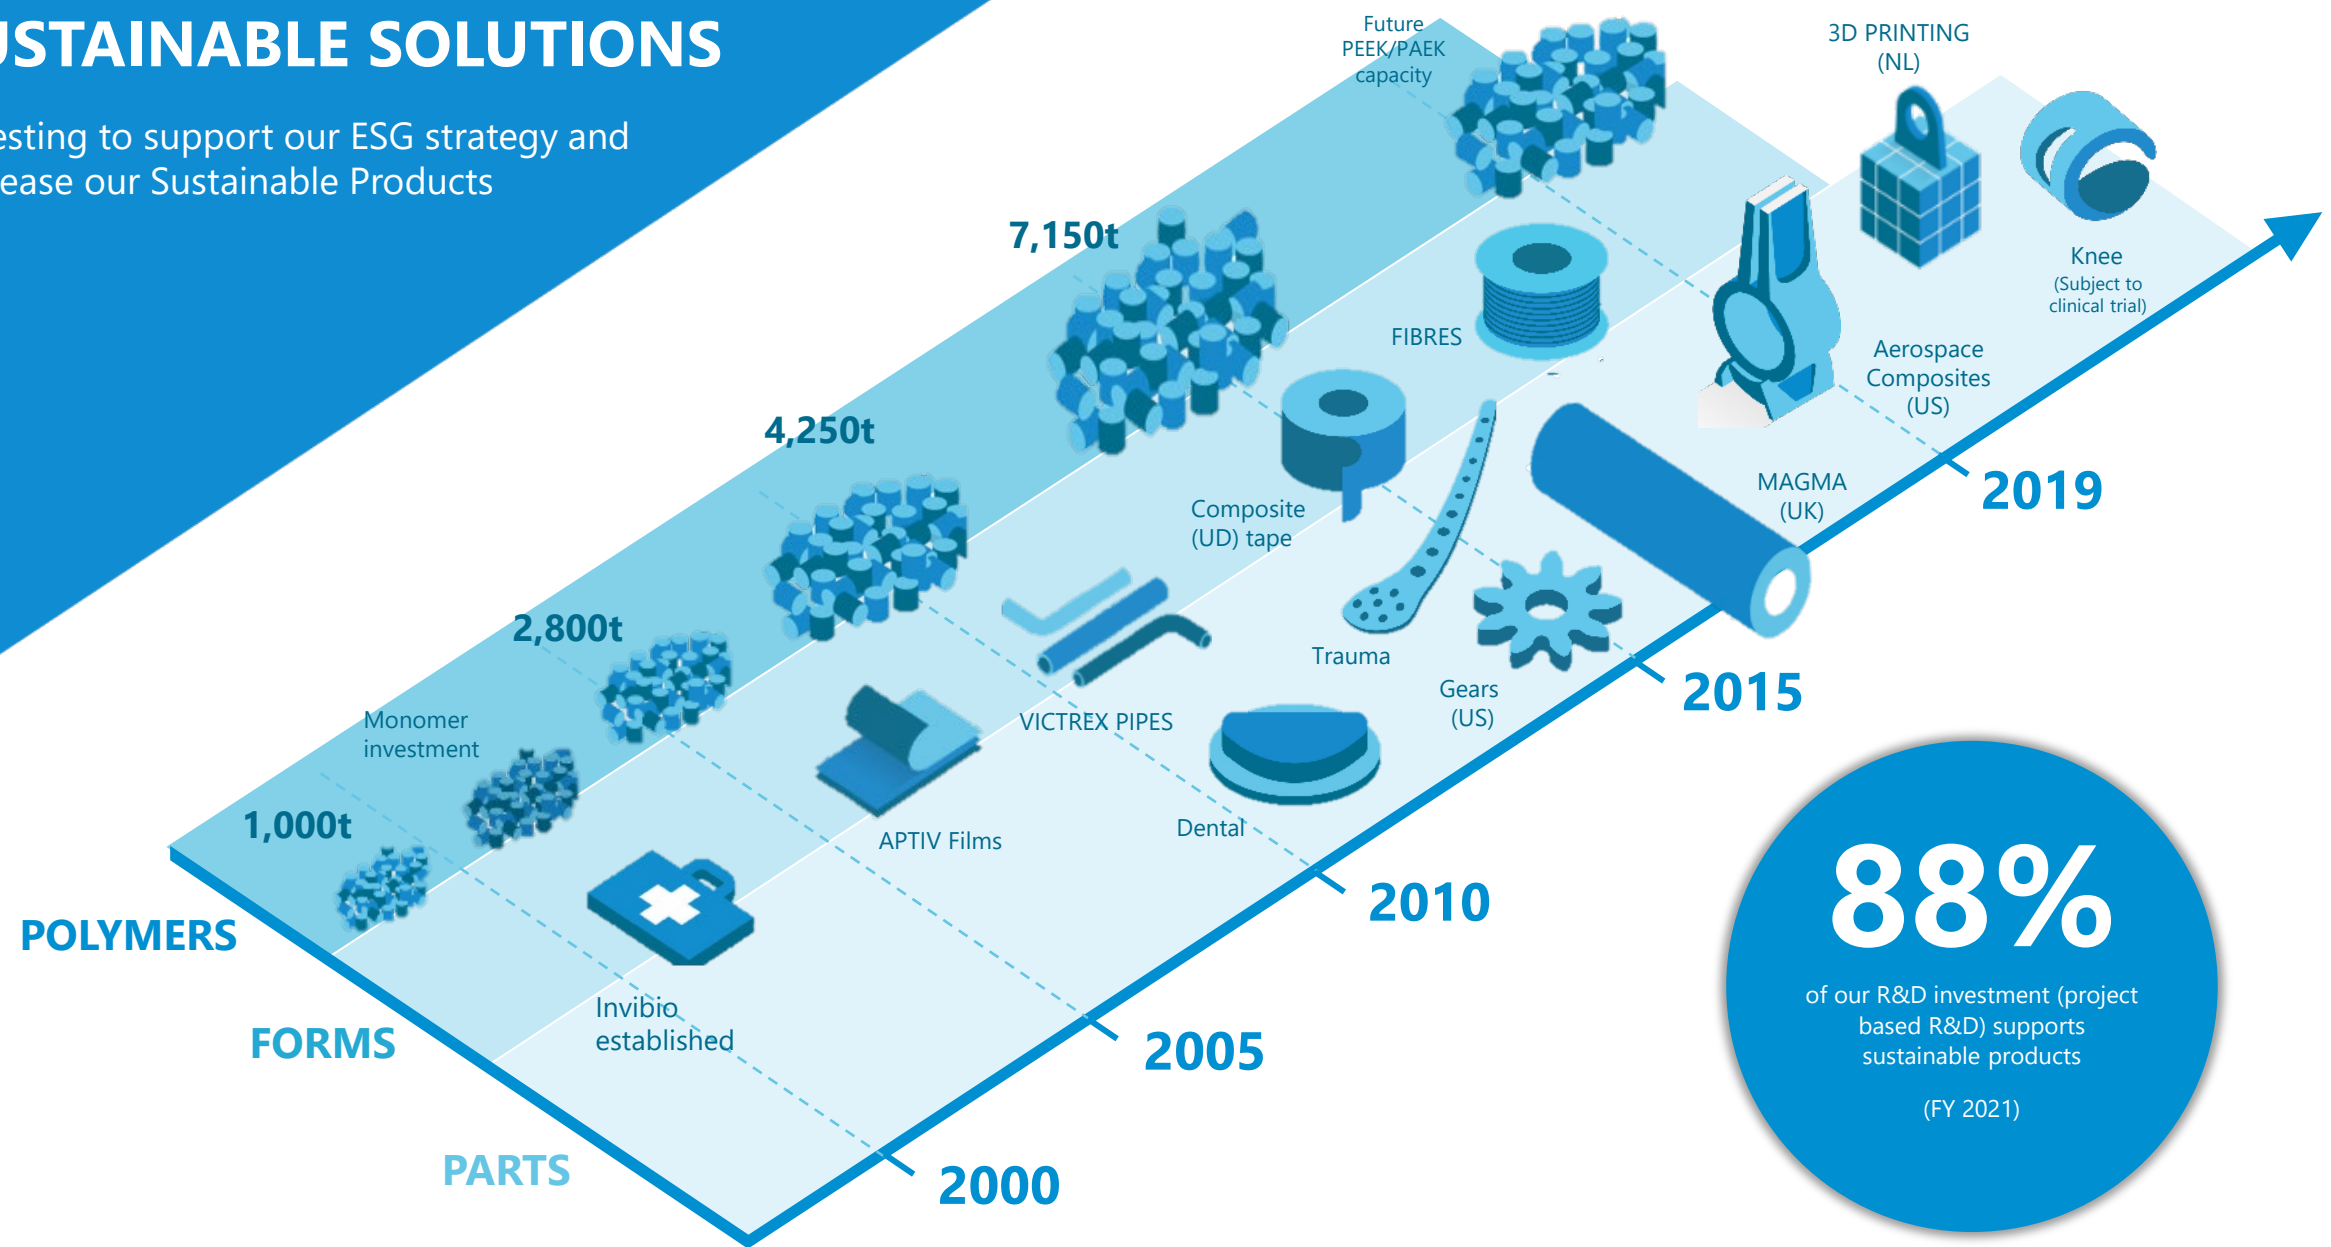 USTAINABLE SOLUTIONS
esting to support our ESG strategy and
ease our Sustainable Products
Future
PEEK/PAEK
capacity
3D PRINTING
(NL)
7,150t
Knee
(Subject to
clinical trial)
FIBRES
Aerospace
Composites
(US)
4,250t
MAGMA
(UK)
2019
Composite
(UD) tape
2,800t
Trauma
Gears
(US)
2015
Monomer
investment
VICTREX PIPES
1,000t
APTIV Films
Dental
2010
POLYMERS
Invibio
established
FORMS
2005
PARTS
2000
88%
of our R&D investment (project
based R&D) supports
sustainable products
(FY 2021)